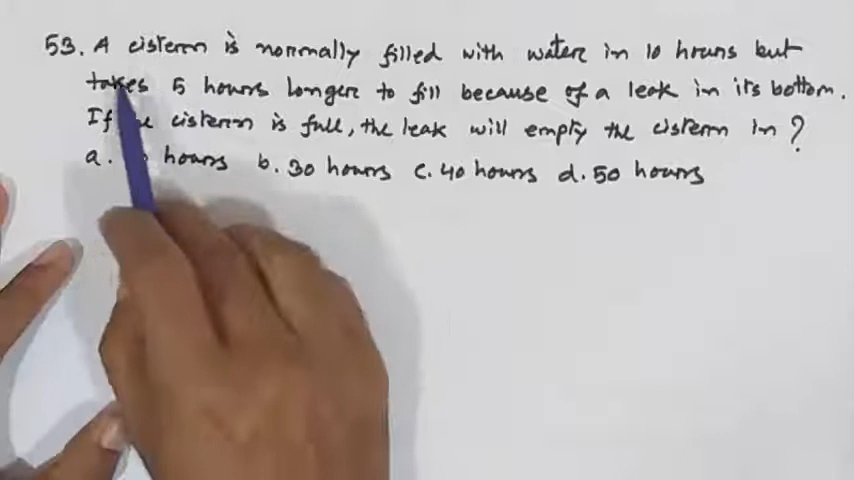 53. A cistern is normally filled with water in 10 hours but
takes 5 hours longer to fill because of a leak in its bottom.
If cistern is full, the leak will empty the cistern in ?
a. hours b. 30 hours c. 40 hours d. 50 hours